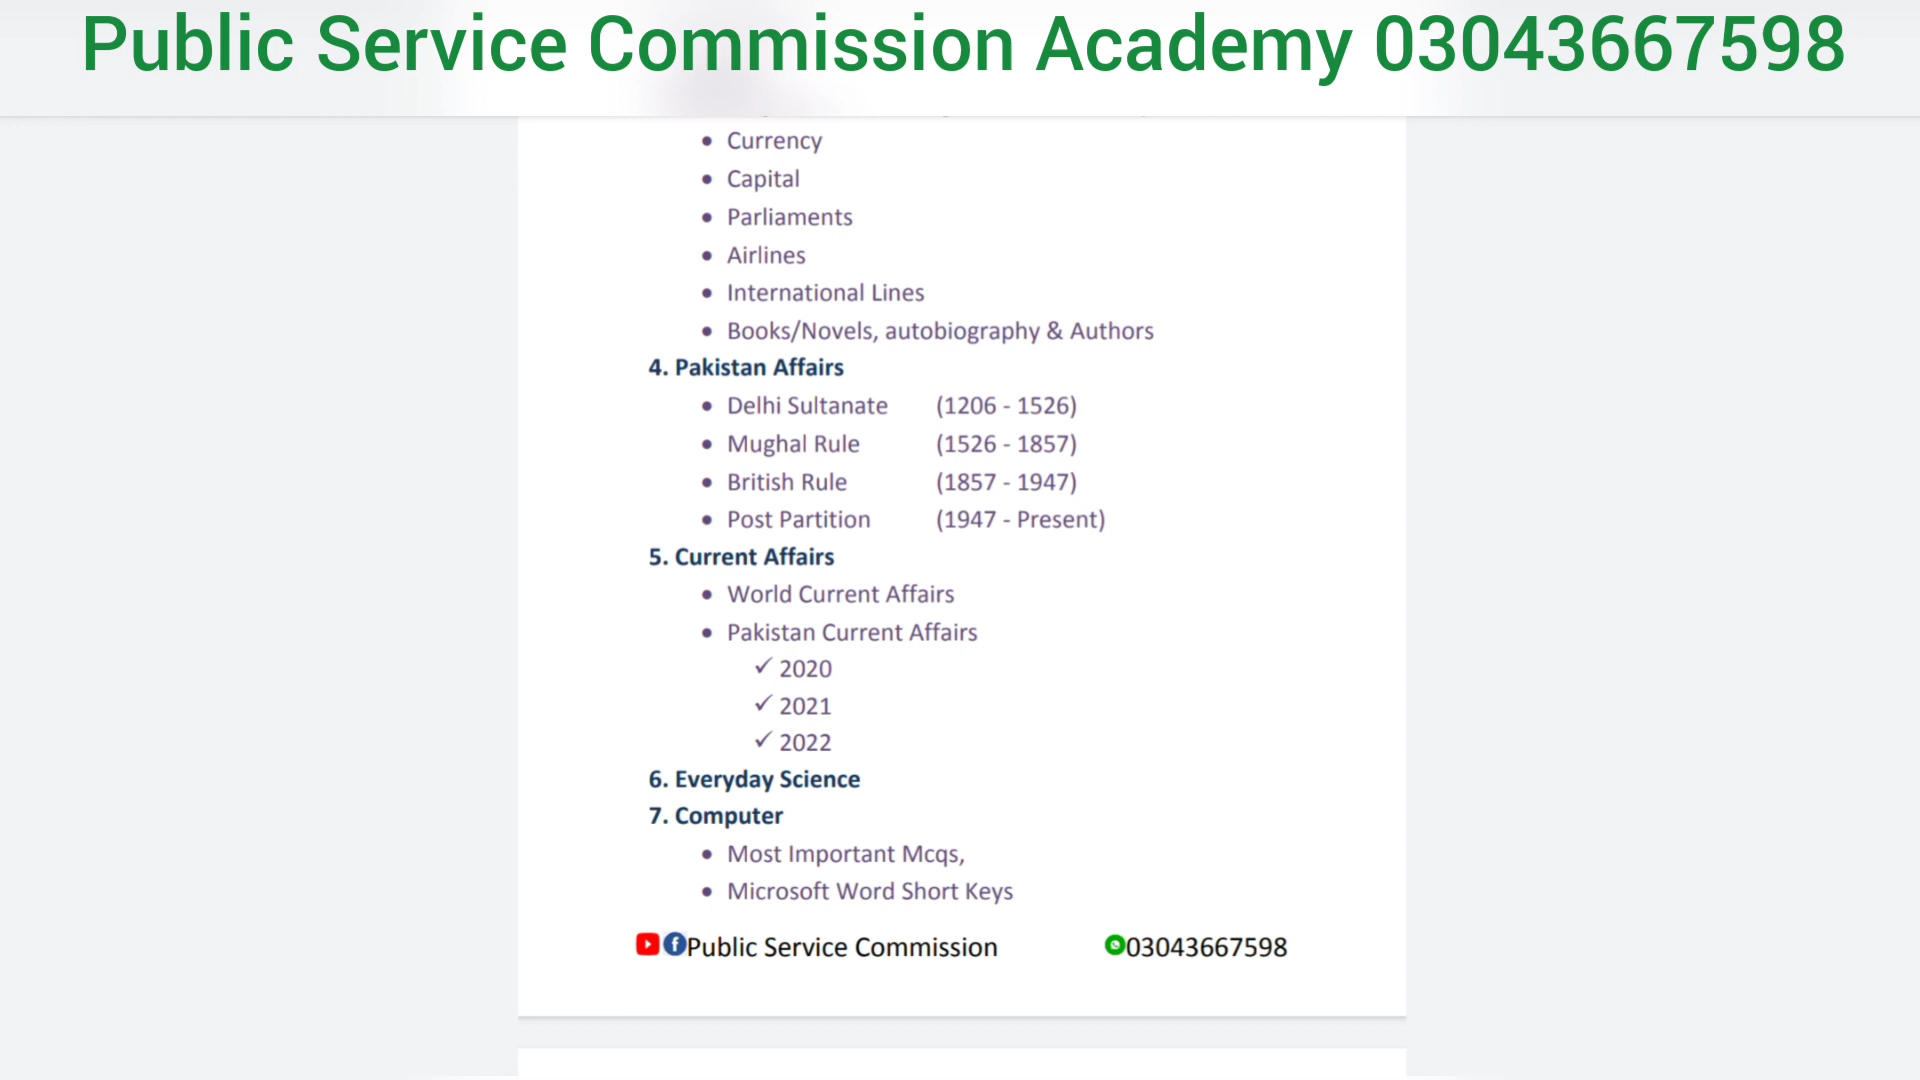 Public Service Commission Academy 03043667598
• Currency
• Capital
• Parliaments
• Airlines
• International Lines
• Books/Novels, autobiography & Authors
4. Pakistan Affairs
• Delhi Sultanate (1206 - 1526)
• Mughal Rule (1526 - 1857)
• British Rule (1857 - 1947)
• Post Partition (1947 - Present)
5. Current Affairs
• World Current Affairs
• Pakistan Current Affairs
✓ 2020
✓ 2021
✓ 2022
6. Everyday Science
7. Computer
• Most Important Mcqs,
• Microsoft Word Short Keys
Public Service Commission 03043667598